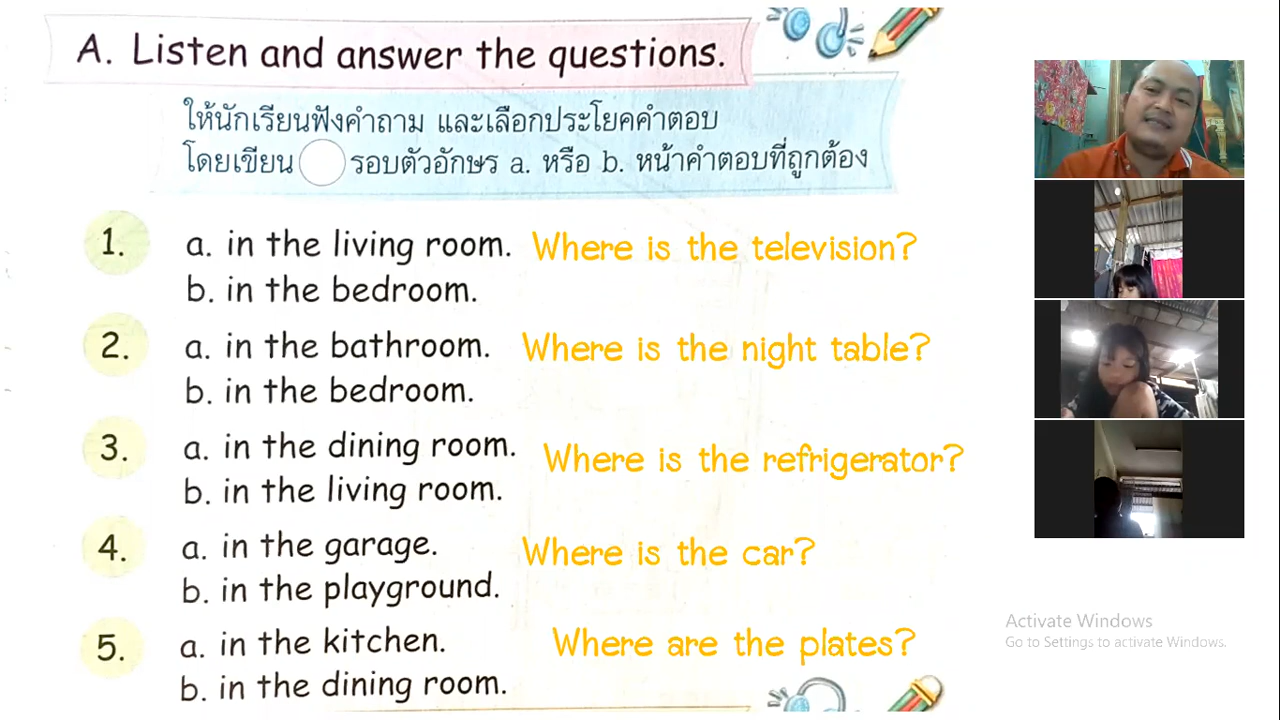 A. Listen and answer the questions.
ให้นักเรียนฟังคำถาม และเลือกประโยคคำตอบ
โดยเขียน รอบตัวอักษร a. หรือ b. หน้าคำตอบที่ถูกต้อง
1. a. in the living room. Where is the television?
b. in the bedroom.
2. a. in the bathroom. Where is the night table?
b. in the bedroom.
3. a. in the dining room. Where is the refrigerator?
b. in the living room.
4. a. in the garage. Where is the car?
b. in the playground.
5. a. in the kitchen. Where are the plates?
b. in the dining room.
Activate Windows
Go to Settings to activate Windows.